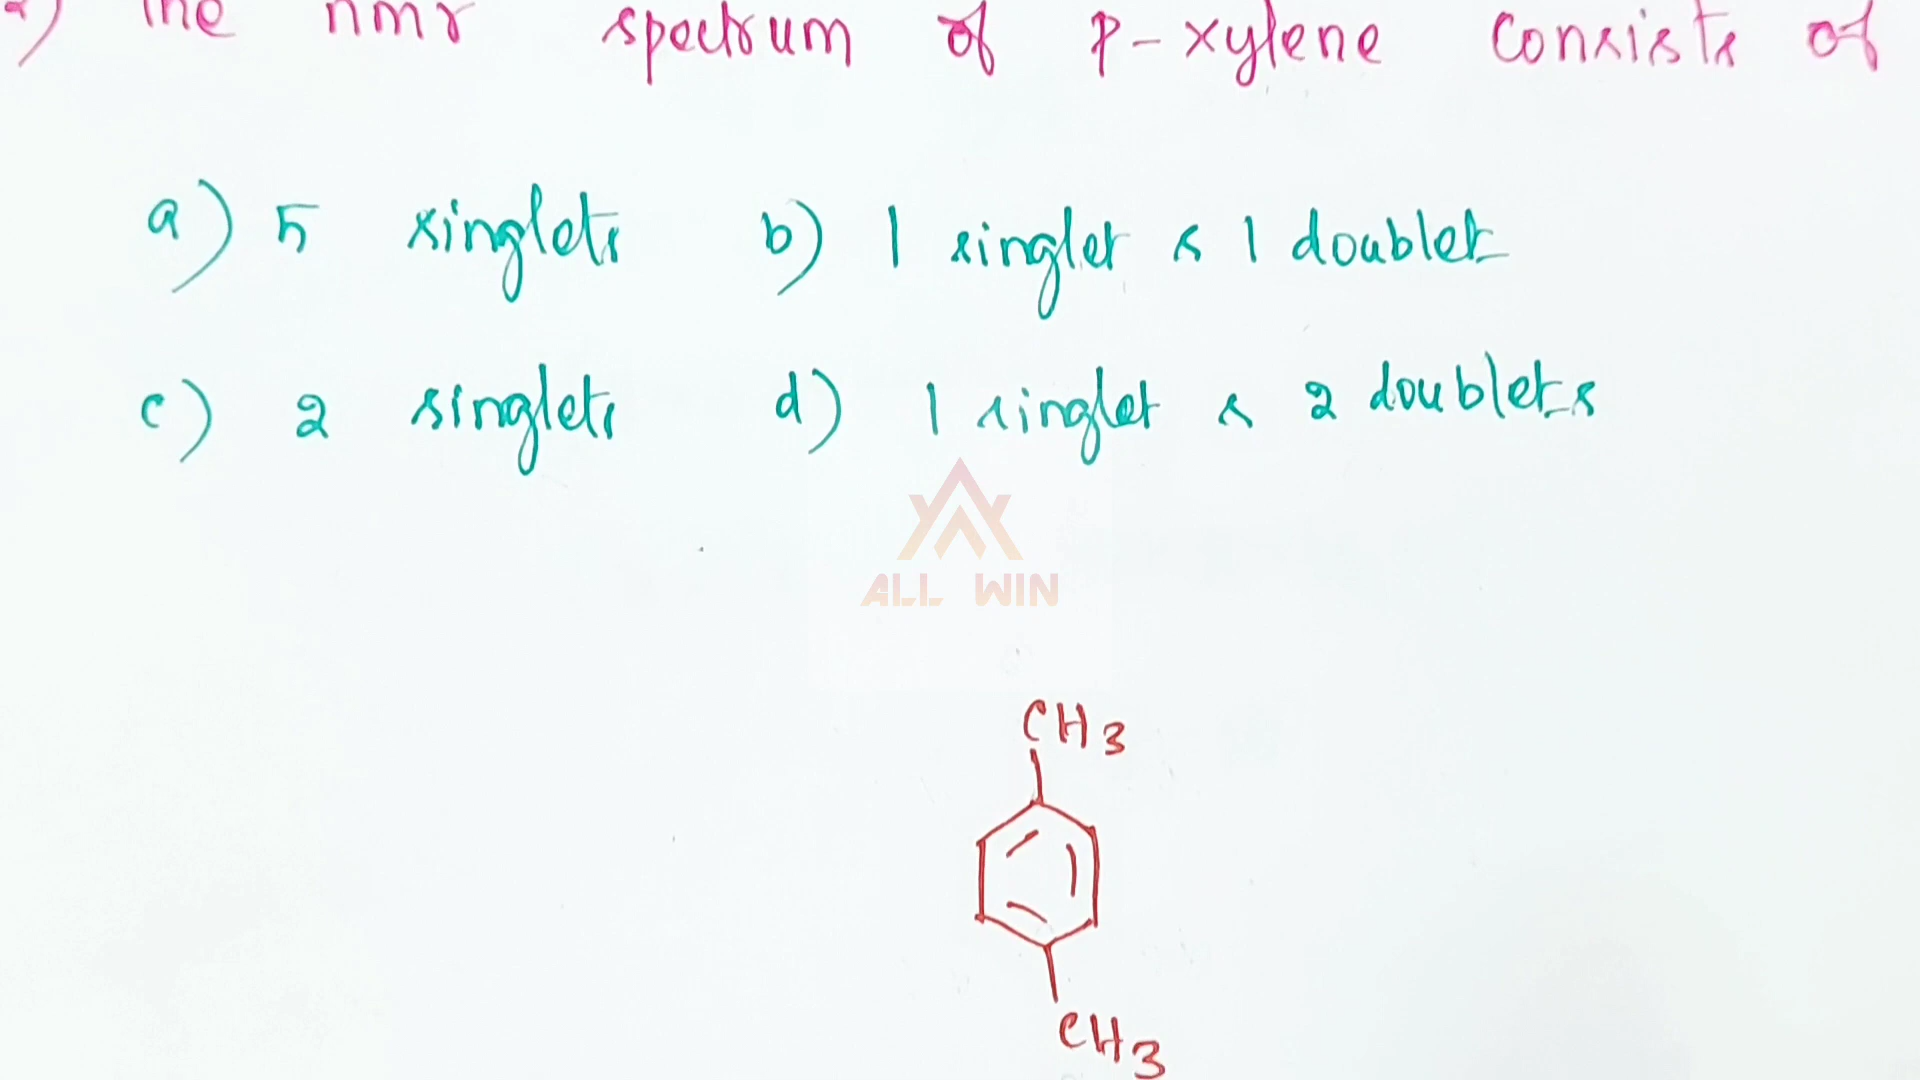 2) The nmr spectrum of p-xylene consists of
a) 5 singlets b) 1 singlet & 1 doublet
c) 2 singlets d) 1 singlet & 2 doublets
ALL WIN
CH3
CH3